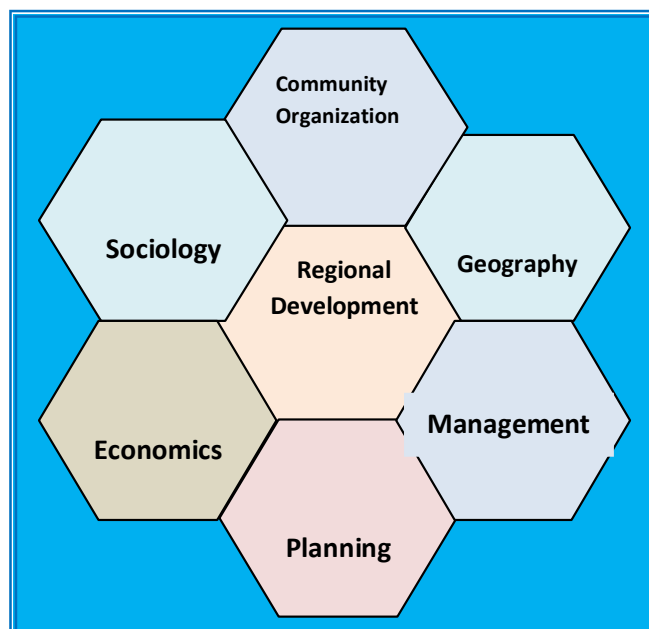 Community
Organization
Sociology
Geography
Regional
Development
Management
Economics
Planning